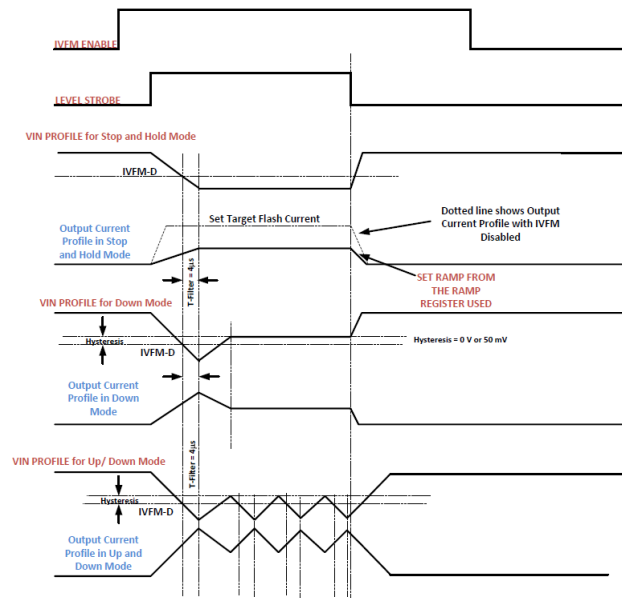 IVFM ENABLE
LEVEL STROBE
VIN PROFILE for Stop and Hold Mode
IVFM-D
Set Target Flash Current
Dotted line shows Output
Current Profile with IVFM
Disabled
Output Current
Profile in Stop
and Hold Mode
T-Filter = 4µs
SET RAMP FROM
THE RAMP
REGISTER USED
VIN PROFILE for Down Mode
Hysteresis
IVFM-D
Hysteresis = 0 V or 50 mV
Output Current
Profile in Down
Mode
T-Filter = 4µs
VIN PROFILE for Up/ Down Mode
Hysteresis
IVFM-D
Output Current
Profile in Up and
Down Mode